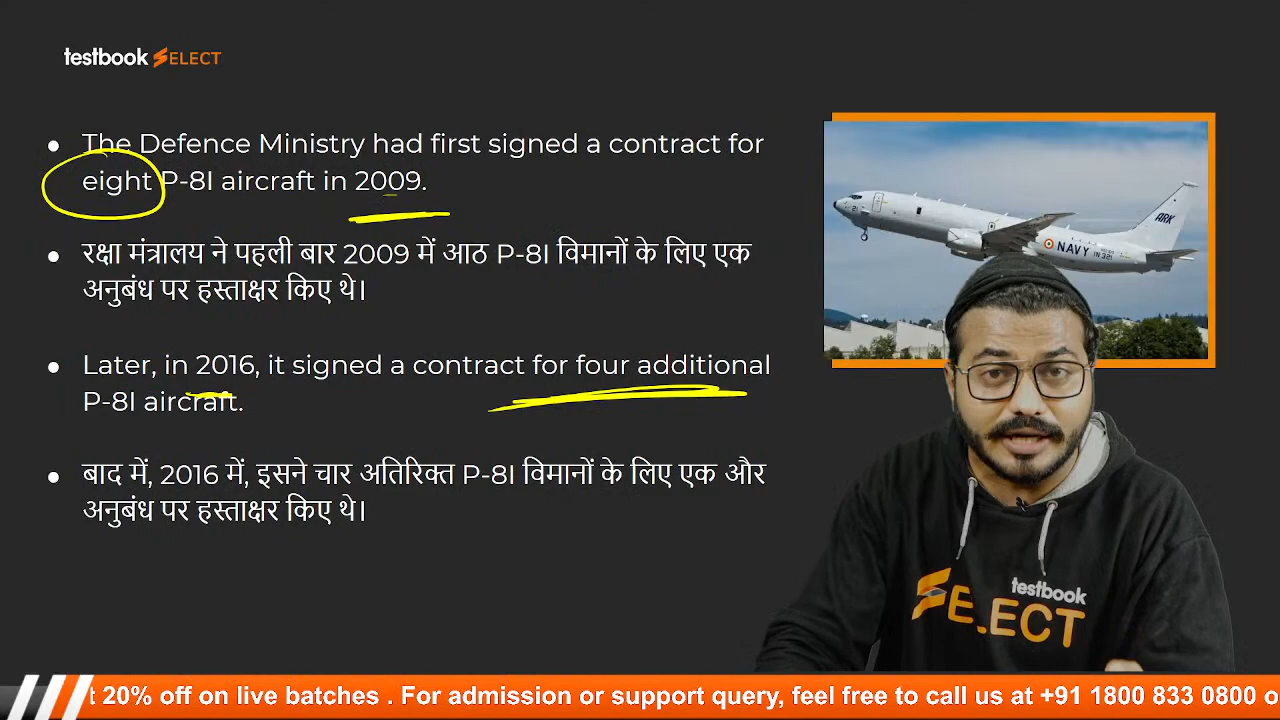 testbook SELECT
The Defence Ministry had first signed a contract for
eight P-8I aircraft in 2009.
रक्षा मंत्रालय ने पहली बार 2009 में आठ P-8I विमानों के लिए एक
अनुबंध पर हस्ताक्षर किए थे।
Later, in 2016, it signed a contract for four additional
P-8I aircraft.
बाद में, 2016 में, इसने चार अतिरिक्त P-8I विमानों के लिए एक और
अनुबंध पर हस्ताक्षर किए थे।
ARK
NAVY
IN 321
testbook
SELECT
t 20% off on live batches . For admission or support query, feel free to call us at +91 1800 833 0800 o